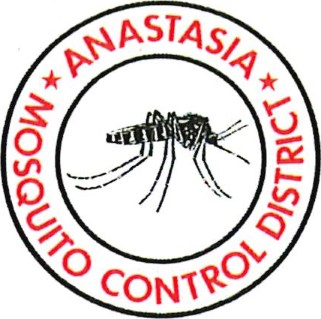 ★ ANASTASIA ★
MOSQUITO CONTROL DISTRICT